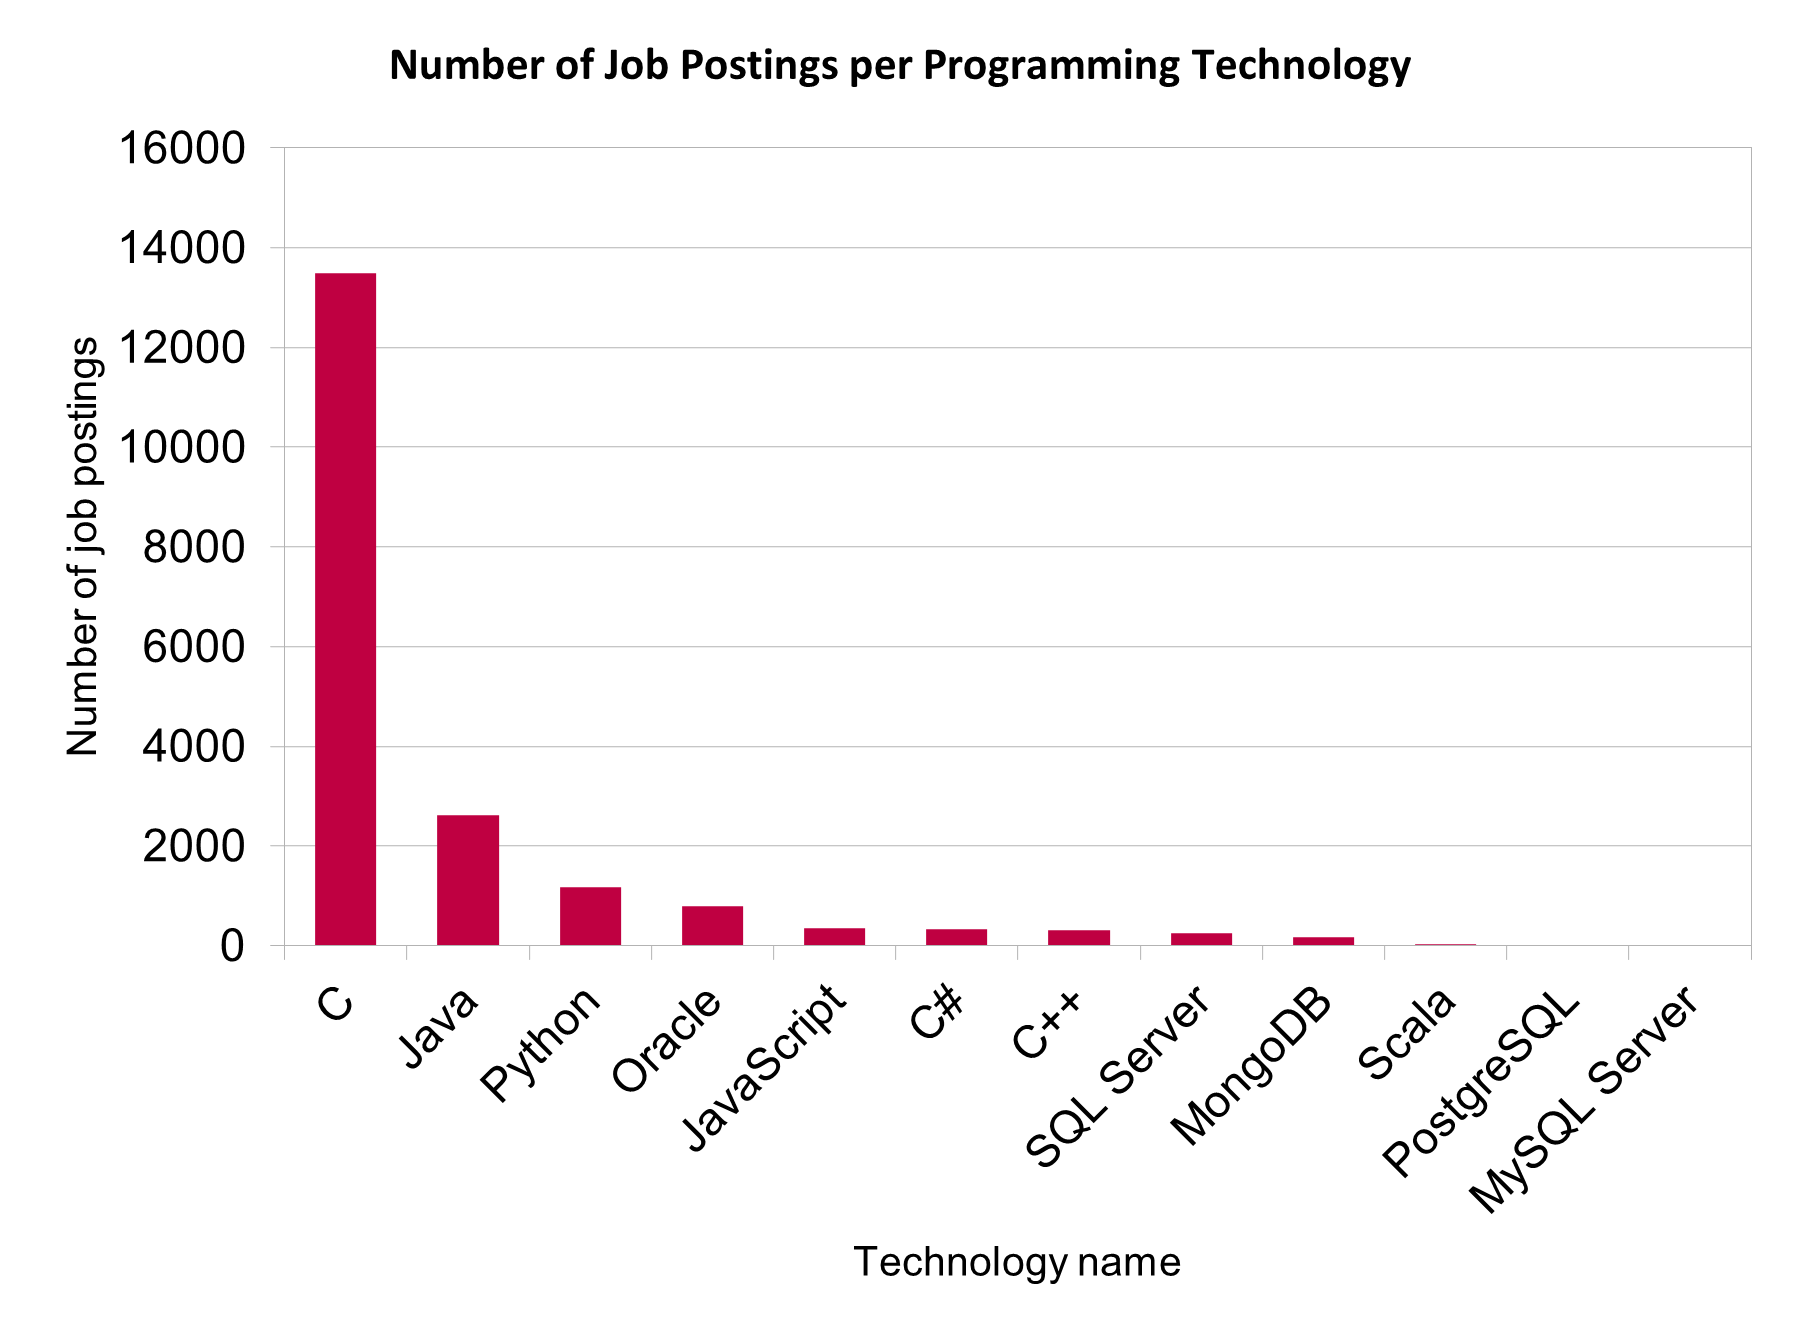 Number of Job Postings per Programming Technology
16000
14000
12000
10000
8000
6000
4000
2000
0
Number of job postings
C
Java
Python
Oracle
JavaScript
C#
C++
SQL Server
MongoDB
Scala
PostgreSQL
MySQL Server
Technology name